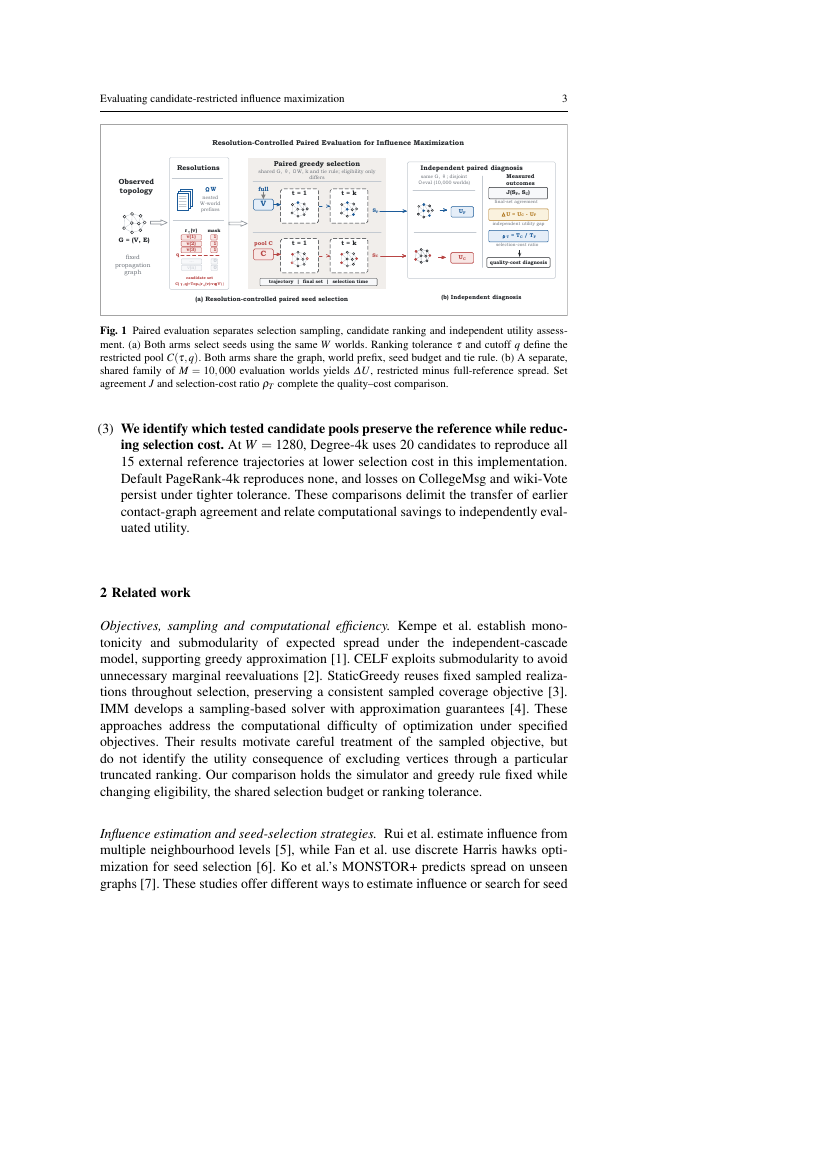 Evaluating candidate-restricted influence maximization 3
Resolution-Controlled Paired Evaluation for Influence Maximization
Observed
topology
G = (V, E)
fixed
propagation
graph
Resolutions
Ω W
nested
W-world
prefixes
mask
q
candidate set
Paired greedy selection
differs
full
V
t = 1
t = k
pool C
C
t = 1
t = k
trajectory | final set | selection time
(a) Resolution-controlled paired seed selection
Independent paired diagnosis
Measured
outcomes
final-set agreement
independent utility gap
selection-cost ratio
quality-cost diagnosis
(b) Independent diagnosis
Fig. 1 Paired evaluation separates selection sampling, candidate ranking and independent utility assess-
ment. (a) Both arms select seeds using the same W worlds. Ranking tolerance τ and cutoff q define the
restricted pool C(τ,q). Both arms share the graph, world prefix, seed budget and tie rule. (b) A separate,
shared family of M = 10,000 evaluation worlds yields ΔU, restricted minus full-reference spread. Set
agreement J and selection-cost ratio ρT complete the quality–cost comparison.
(3) We identify which tested candidate pools preserve the reference while reduc-
ing selection cost. At W = 1280, Degree-4k uses 20 candidates to reproduce all
15 external reference trajectories at lower selection cost in this implementation.
Default PageRank-4k reproduces none, and losses on CollegeMsg and wiki-Vote
persist under tighter tolerance. These comparisons delimit the transfer of earlier
contact-graph agreement and relate computational savings to independently eval-
uated utility.
2 Related work
Objectives, sampling and computational efficiency. Kempe et al. establish mono-
tonicity and submodularity of expected spread under the independent-cascade
model, supporting greedy approximation [1]. CELF exploits submodularity to avoid
unnecessary marginal reevaluations [2]. StaticGreedy reuses fixed sampled realiza-
tions throughout selection, preserving a consistent sampled coverage objective [3].
IMM develops a sampling-based solver with approximation guarantees [4]. These
approaches address the computational difficulty of optimization under specified
objectives. Their results motivate careful treatment of the sampled objective, but
do not identify the utility consequence of excluding vertices through a particular
truncated ranking. Our comparison holds the simulator and greedy rule fixed while
changing eligibility, the shared selection budget or ranking tolerance.
Influence estimation and seed-selection strategies. Rui et al. estimate influence from
multiple neighbourhood levels [5], while Fan et al. use discrete Harris hawks opti-
mization for seed selection [6]. Ko et al.'s MONSTOR+ predicts spread on unseen
graphs [7]. These studies offer different ways to estimate influence or search for seed